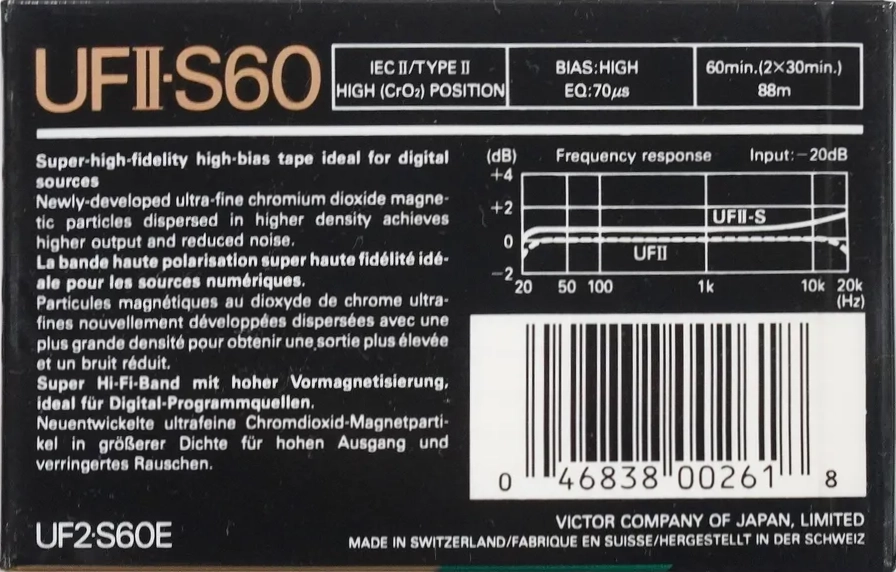 UFII·S60
IEC II/TYPE II
HIGH (CrO₂) POSITION
BIAS:HIGH
EQ:70μs
60min.(2×30min.)
88m
Super-high-fidelity high-bias tape ideal for digital
sources
Newly-developed ultra-fine chromium dioxide magne-
tic particles dispersed in higher density achieves
higher output and reduced noise.
La bande haute polarisation super haute fidélité idé-
ale pour les sources numériques.
Particules magnétiques au dioxyde de chrome ultra-
fines nouvellement développées dispersées avec une
plus grande densité pour obtenir une sortie plus élevée
et un bruit réduit.
Super Hi-Fi-Band mit hoher Vormagnetisierung,
ideal für Digital-Programmquellen.
Neuentwickelte ultrafeine Chromdioxid-Magnetparti-
kel in größerer Dichte für hohen Ausgang und
verringertes Rauschen.
(dB) Frequency response Input:−20dB
+4
+2
UFII-S
0
UFII
−2
20 50 100 1k 10k 20k
(Hz)
0 46838 00261 8
UF2·S60E
VICTOR COMPANY OF JAPAN, LIMITED
MADE IN SWITZERLAND/FABRIQUE EN SUISSE/HERGESTELLT IN DER SCHWEIZ